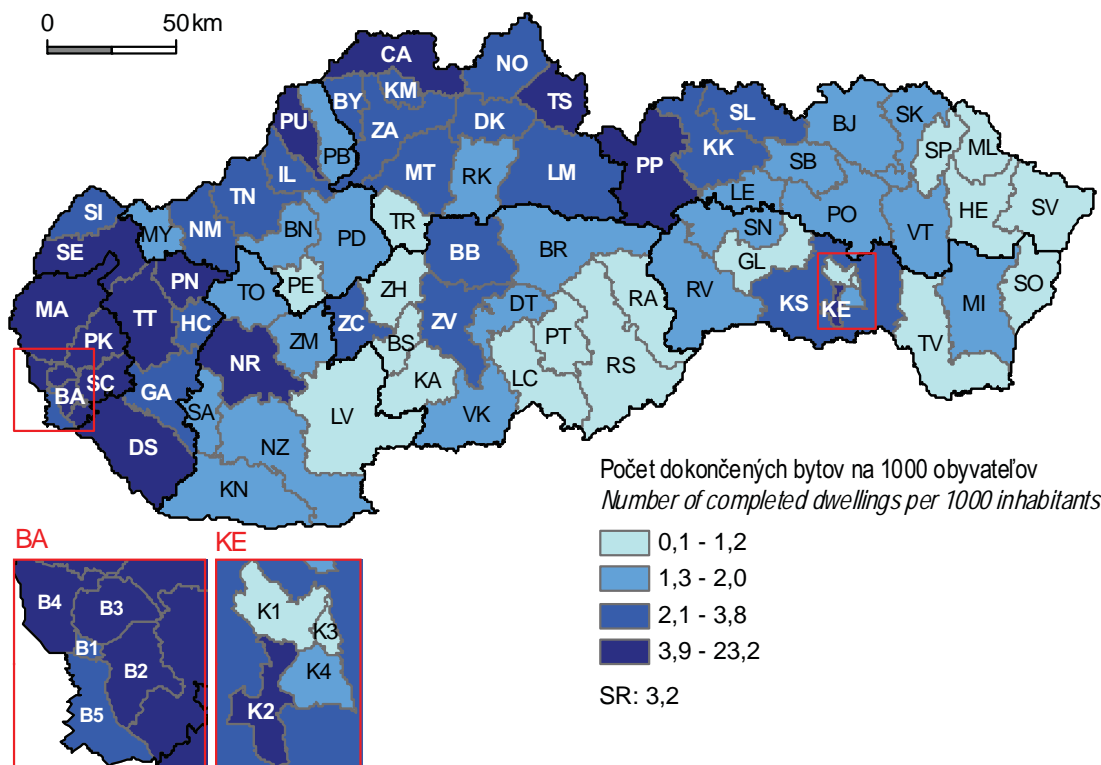 0 50 km
CA
NO
KM
BY
TS
PU
ZA
DK
SL
BJ
SK
PB
KK
SP
ML
IL
MT
RK
LM
PP
SB
TN
LE
HE
SV
SI
TR
PO
MY
NM
BN
PD
SN
VT
SE
BB
BR
GL
PN
PE
ZH
RV
KS
KE
SO
MA
TO
RA
MI
TT
HC
ZC
ZV
DT
PK
ZM
BS
PT
TV
NR
SC
RS
BA
GA
KA
LC
SA
LV
VK
DS
NZ
KN
Počet dokončených bytov na 1000 obyvateľov
Number of completed dwellings per 1000 inhabitants
0,1 - 1,2
1,3 - 2,0
2,1 - 3,8
3,9 - 23,2
SR: 3,2
BA
B4
B3
B1
B2
B5
KE
K1
K3
K4
K2